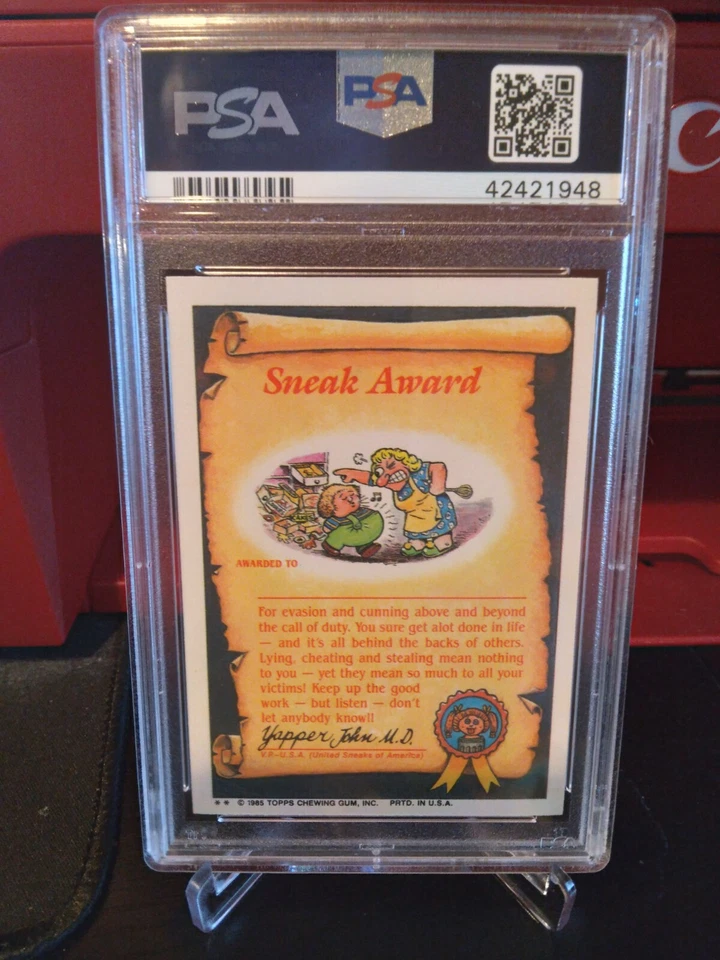 PSA
PSA
42421948
Sneak Award
AWARDED TO
For evasion and cunning above and beyond
the call of duty. You sure get alot done in life
— and it's all behind the backs of others.
Lying, cheating and stealing mean nothing
to you — yet they mean so much to all your
victims! Keep up the good
work — but listen — don't
let anybody know!!
Yapper John M.D.
V.P.—U.S.A. (United Sneaks of America)
** © 1985 TOPPS CHEWING GUM, INC. PRTD. IN U.S.A.